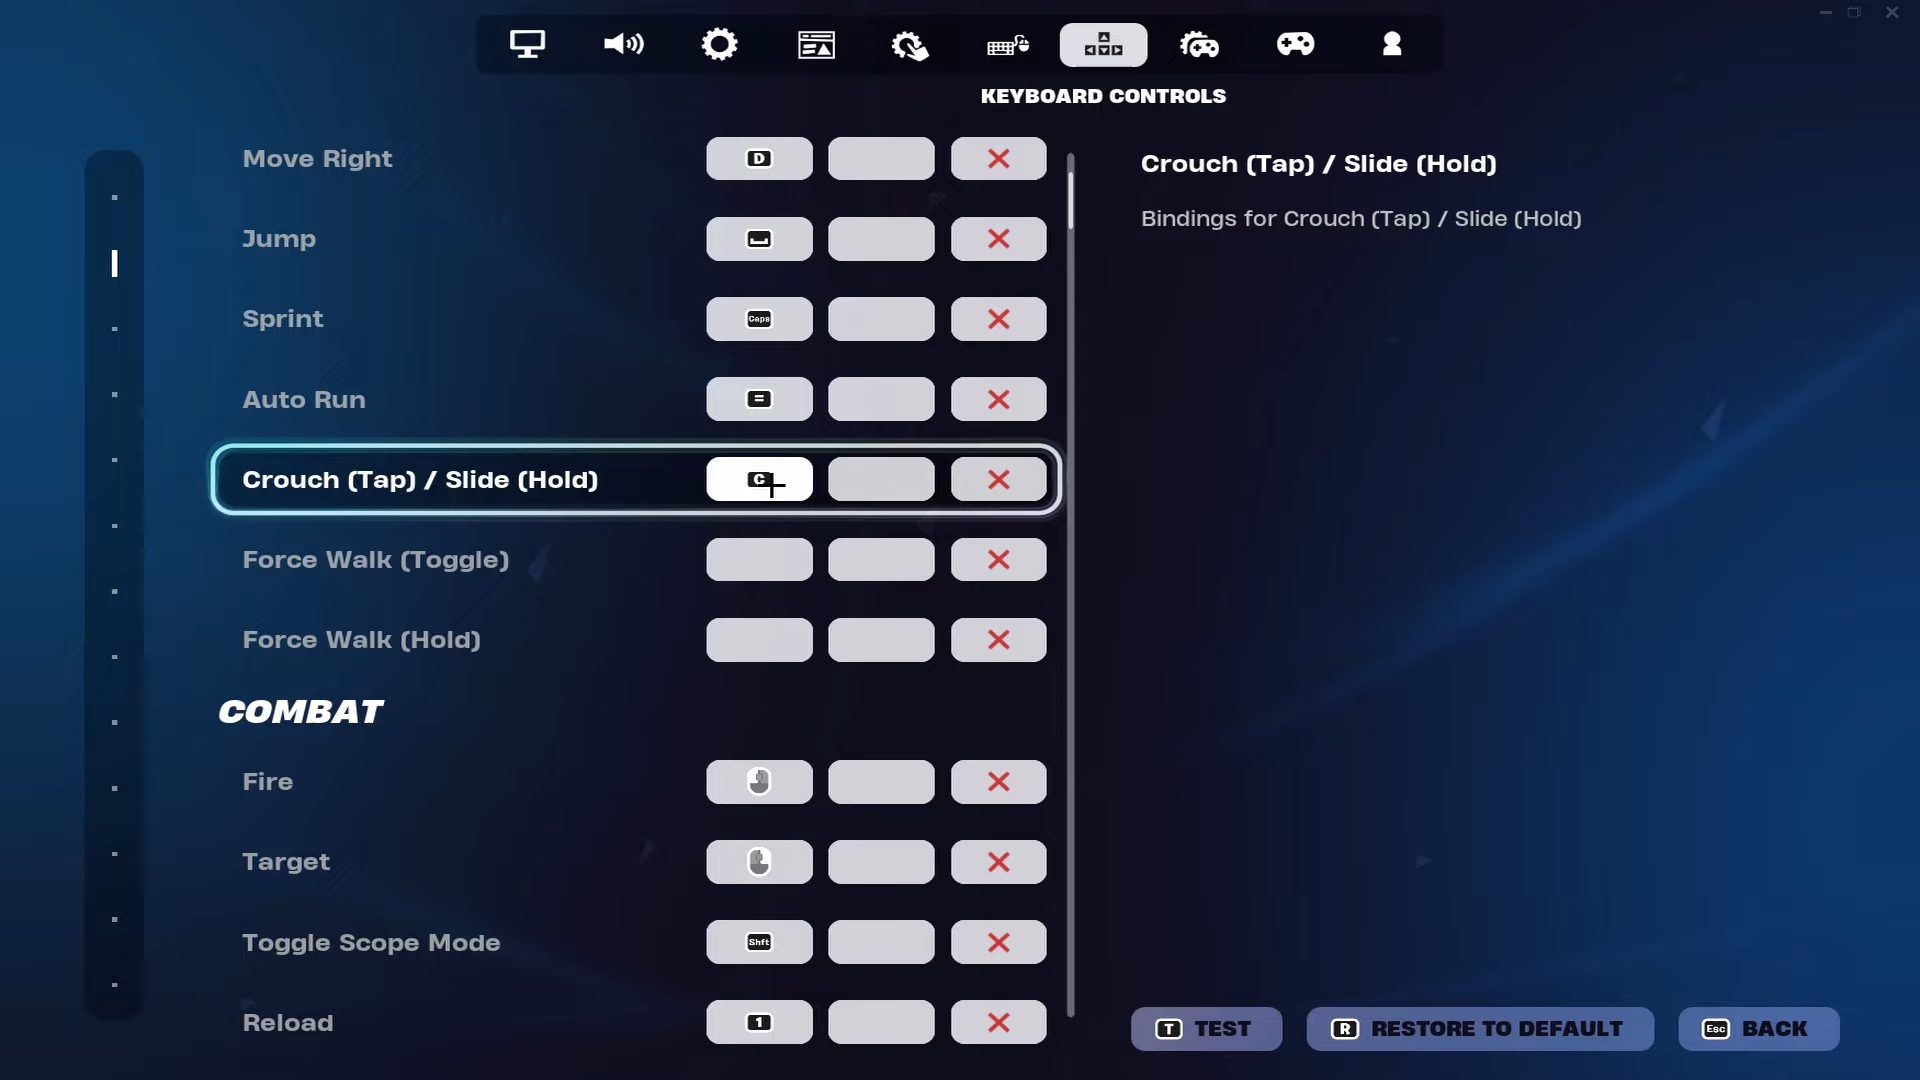 KEYBOARD CONTROLS
Move Right D
Jump
Sprint Caps
Auto Run =
Crouch (Tap) / Slide (Hold) C
Force Walk (Toggle)
Force Walk (Hold)
COMBAT
Fire
Target
Toggle Scope Mode Shft
Reload 1
Crouch (Tap) / Slide (Hold)
Bindings for Crouch (Tap) / Slide (Hold)
T TEST
R RESTORE TO DEFAULT
Esc BACK